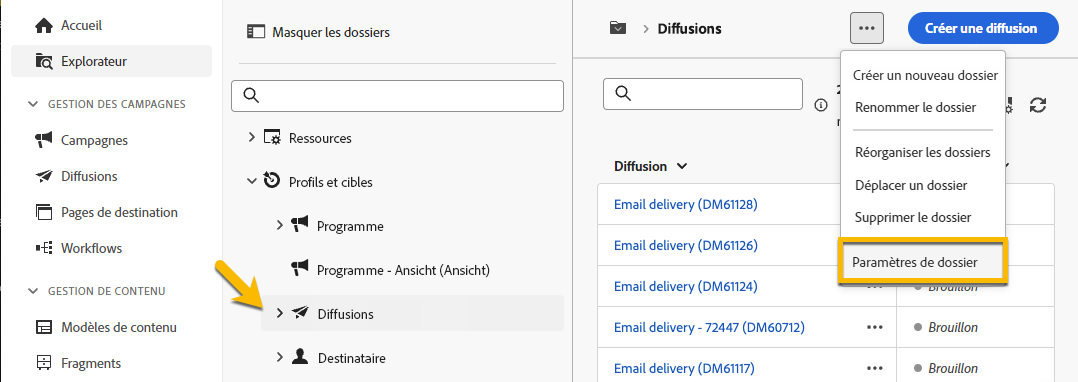 Accueil
Explorateur
GESTION DES CAMPAGNES
Campagnes
Diffusions
Pages de destination
Workflows
GESTION DE CONTENU
Modèles de contenu
Fragments
Masquer les dossiers
Ressources
Profils et cibles
Programme
Programme - Ansicht (Ansicht)
Diffusions
Destinataire
Diffusions
Créer une diffusion
Créer un nouveau dossier
Renommer le dossier
Réorganiser les dossiers
Déplacer un dossier
Supprimer le dossier
Paramètres de dossier
Diffusion
Email delivery (DM61128)
Email delivery (DM61126)
Email delivery (DM61124)
Brouillon
Email delivery - 72447 (DM60712)
Brouillon
Email delivery (DM61117)
Brouillon